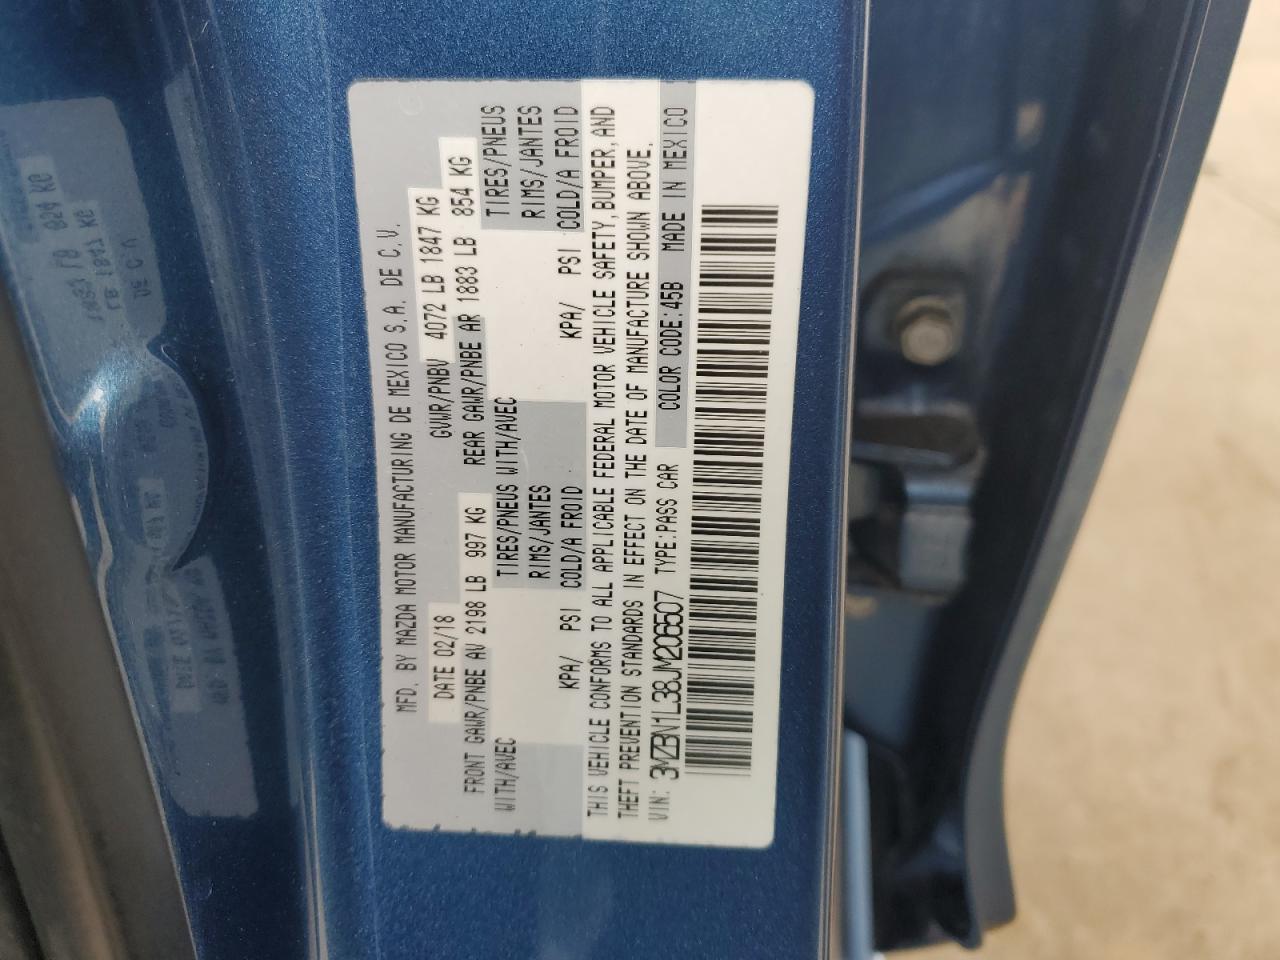 MFD. BY MAZDA MOTOR MANUFACTURING DE MEXICO S.A. DE C.V.
DATE 02/18 GVWR/PNBV 4072 LB 1847 KG
FRONT GAWR/PNBE AV 2198 LB 997 KG REAR GAWR/PNBE AR 1883 LB 854 KG
WITH/AVEC TIRES/PNEUS WITH/AVEC TIRES/PNEUS
RIMS/JANTES RIMS/JANTES
KPA/ PSI COLD/A FROID KPA/ PSI COLD/A FROID
THIS VEHICLE CONFORMS TO ALL APPLICABLE FEDERAL MOTOR VEHICLE SAFETY, BUMPER, AND
THEFT PREVENTION STANDARDS IN EFFECT ON THE DATE OF MANUFACTURE SHOWN ABOVE.
VIN: 3MZBN1L38JM206507 TYPE:PASS CAR COLOR CODE:45B MADE IN MEXICO